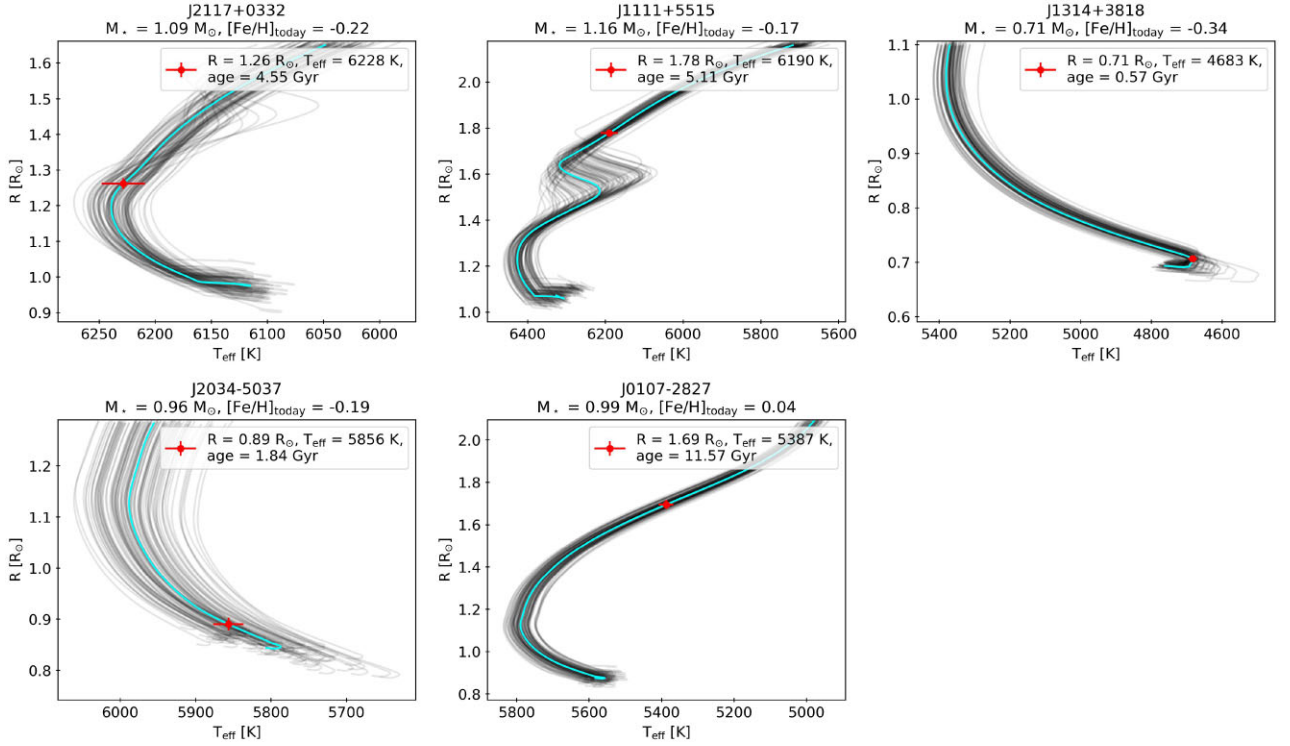 J2117+0332
M⋆ = 1.09 M⊙, [Fe/H]today = -0.22
R = 1.26 R⊙, Teff = 6228 K,
age = 4.55 Gyr
R [R⊙]
1.6
1.5
1.4
1.3
1.2
1.1
1.0
0.9
6250 6200 6150 6100 6050 6000
Teff [K]
J1111+5515
M⋆ = 1.16 M⊙, [Fe/H]today = -0.17
R = 1.78 R⊙, Teff = 6190 K,
age = 5.11 Gyr
R [R⊙]
2.0
1.8
1.6
1.4
1.2
1.0
6400 6200 6000 5800 5600
Teff [K]
J1314+3818
M⋆ = 0.71 M⊙, [Fe/H]today = -0.34
R = 0.71 R⊙, Teff = 4683 K,
age = 0.57 Gyr
R [R⊙]
1.1
1.0
0.9
0.8
0.7
0.6
5400 5200 5000 4800 4600
Teff [K]
J2034-5037
M⋆ = 0.96 M⊙, [Fe/H]today = -0.19
R = 0.89 R⊙, Teff = 5856 K,
age = 1.84 Gyr
R [R⊙]
1.2
1.1
1.0
0.9
0.8
6000 5900 5800 5700
Teff [K]
J0107-2827
M⋆ = 0.99 M⊙, [Fe/H]today = 0.04
R = 1.69 R⊙, Teff = 5387 K,
age = 11.57 Gyr
R [R⊙]
2.0
1.8
1.6
1.4
1.2
1.0
0.8
5800 5600 5400 5200 5000
Teff [K]